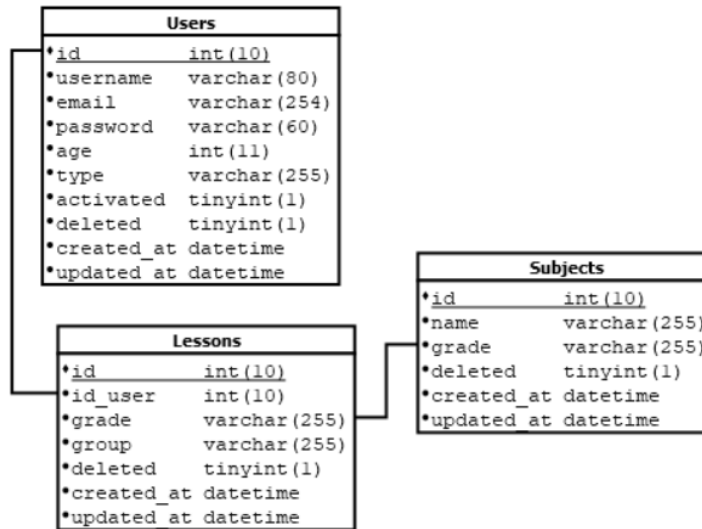 Users
id int(10)
username varchar(80)
email varchar(254)
password varchar(60)
age int(11)
type varchar(255)
activated tinyint(1)
deleted tinyint(1)
created_at datetime
updated_at datetime
Subjects
id int(10)
name varchar(255)
grade varchar(255)
deleted tinyint(1)
created_at datetime
updated_at datetime
Lessons
id int(10)
id_user int(10)
grade varchar(255)
group varchar(255)
deleted tinyint(1)
created_at datetime
updated_at datetime